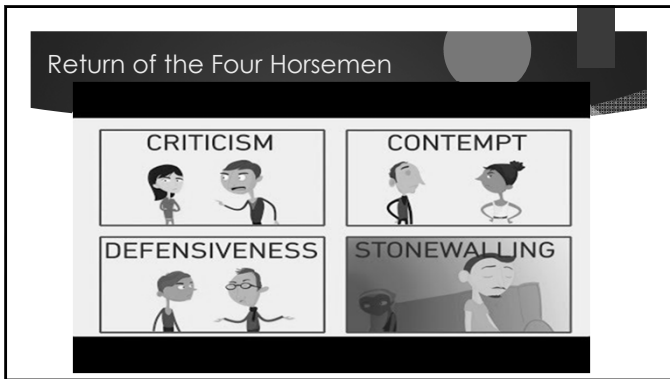 Return of the Four Horsemen
CRITICISM
CONTEMPT
DEFENSIVENESS
STONEWALLING